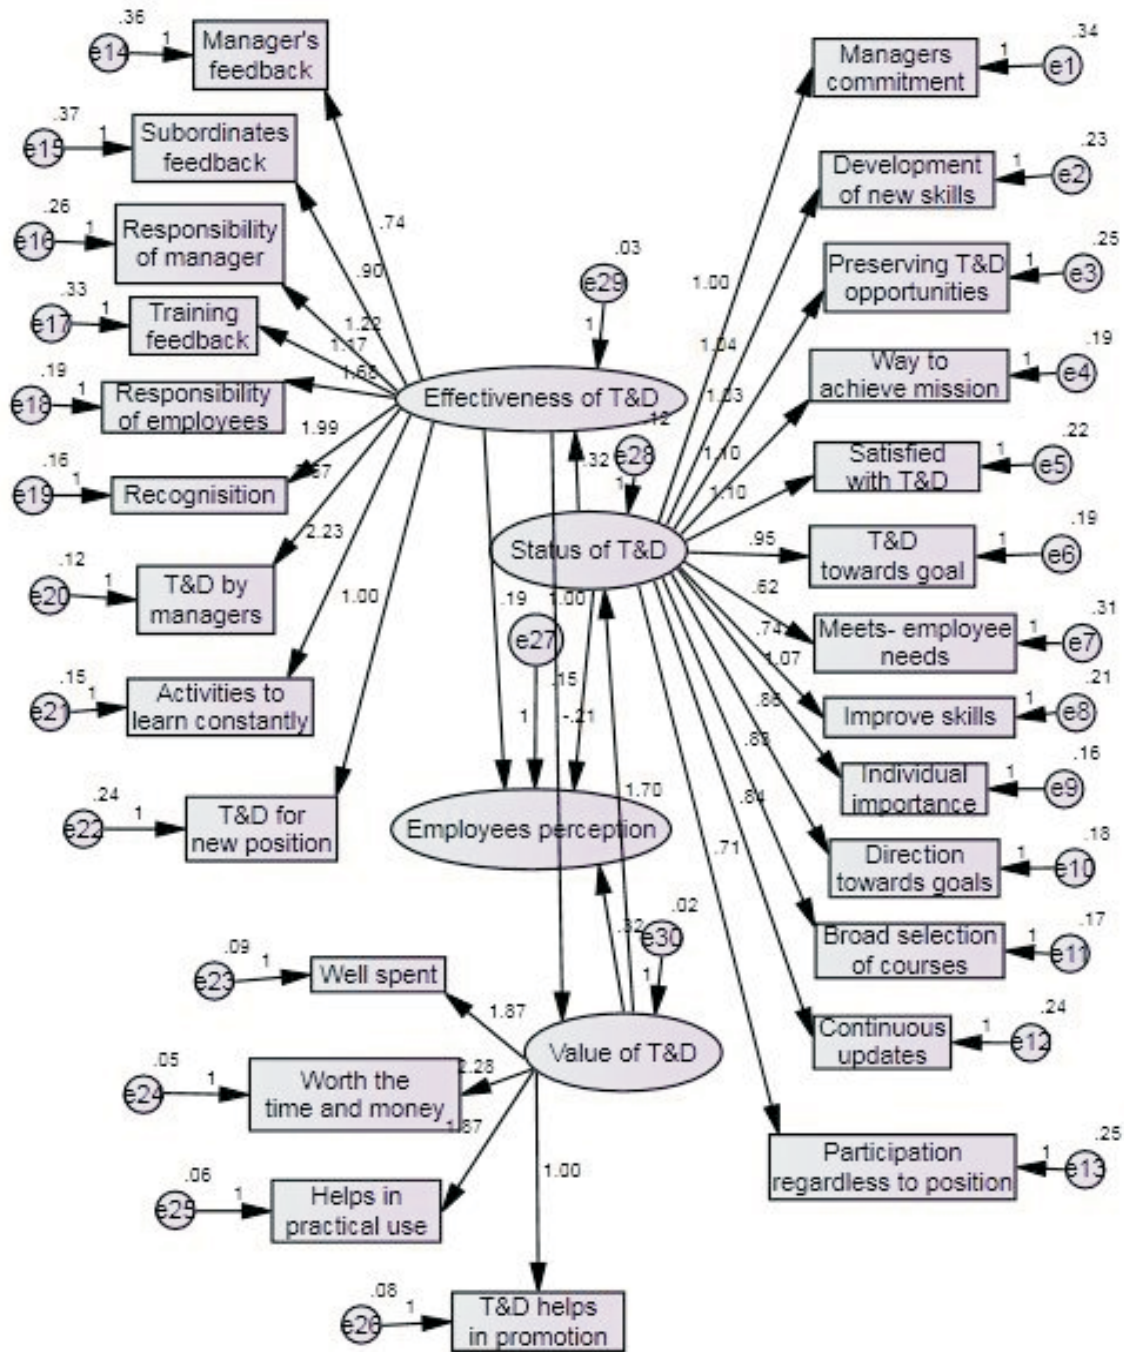 .36
e14
1
Manager's
feedback
.37
e15
1
Subordinates
feedback
.26
e16
1
Responsibility
of manager
.33
e17
1
Training
feedback
.19
e18
1
Responsibility
of employees
.16
e19
1
Recognisition
.12
e20
1
T&D by
managers
.15
e21
1
Activities to
learn constantly
.24
e22
1
T&D for
new position
.74
.90
1.22
1.17
1.68
1.99
2.23
1.00
.03
e29
1
Effectiveness of T&D
.12
e28
1
.32
Status of T&D
.19
1.00
e27
.15
1
-.21
1.70
Employees perception
.32
.02
e30
1
Value of T&D
.09
e23
1
Well spent
1.87
.05
e24
1
Worth the
time and money
2.28
.06
e25
1
Helps in
practical use
1.87
1.00
.08
e26
1
T&D helps
in promotion
1.00
1.04
1.10
1.10
.95
.62
.74
1.07
.86
.83
.84
.71
Managers
commitment
1
.34
e1
Development
of new skills
1
.23
e2
Preserving T&D
opportunities
1
.25
e3
Way to
achieve mission
1
.19
e4
Satisfied
with T&D
1
.22
e5
T&D
towards goal
1
.19
e6
Meets- employee
needs
1
.31
e7
Improve skills
1
.21
e8
Individual
importance
1
.16
e9
Direction
towards goals
1
.18
e10
Broad selection
of courses
1
.17
e11
Continuous
updates
1
.24
e12
Participation
regardless to position
1
.25
e13